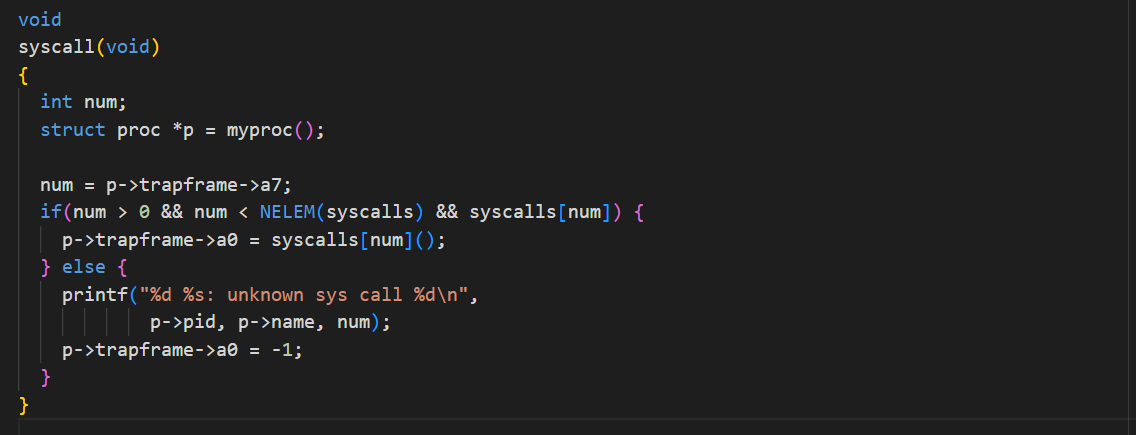 void
syscall(void)
{
  int num;
  struct proc *p = myproc();

  num = p->trapframe->a7;
  if(num > 0 && num < NELEM(syscalls) && syscalls[num]) {
    p->trapframe->a0 = syscalls[num]();
  } else {
    printf("%d %s: unknown sys call %d\n",
            p->pid, p->name, num);
    p->trapframe->a0 = -1;
  }
}